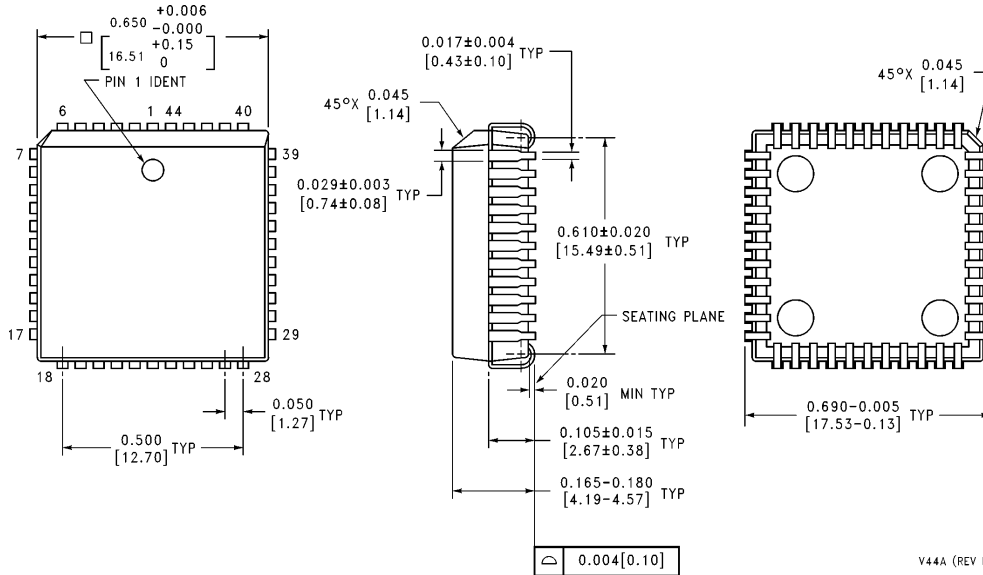 +0.006
0.650 -0.000
+0.15
16.51 0
PIN 1 IDENT
6 1 44 40
7 39
17 29
18 28
0.050
[1.27] TYP
0.500
[12.70] TYP
0.017±0.004
[0.43±0.10] TYP
45°X 0.045
[1.14]
0.029±0.003
[0.74±0.08] TYP
0.610±0.020
[15.49±0.51] TYP
SEATING PLANE
0.020
[0.51] MIN TYP
0.105±0.015
[2.67±0.38] TYP
0.165-0.180
[4.19-4.57] TYP
0.004[0.10]
45°X 0.045
[1.14]
0.690-0.005
[17.53-0.13] TYP
V44A (REV